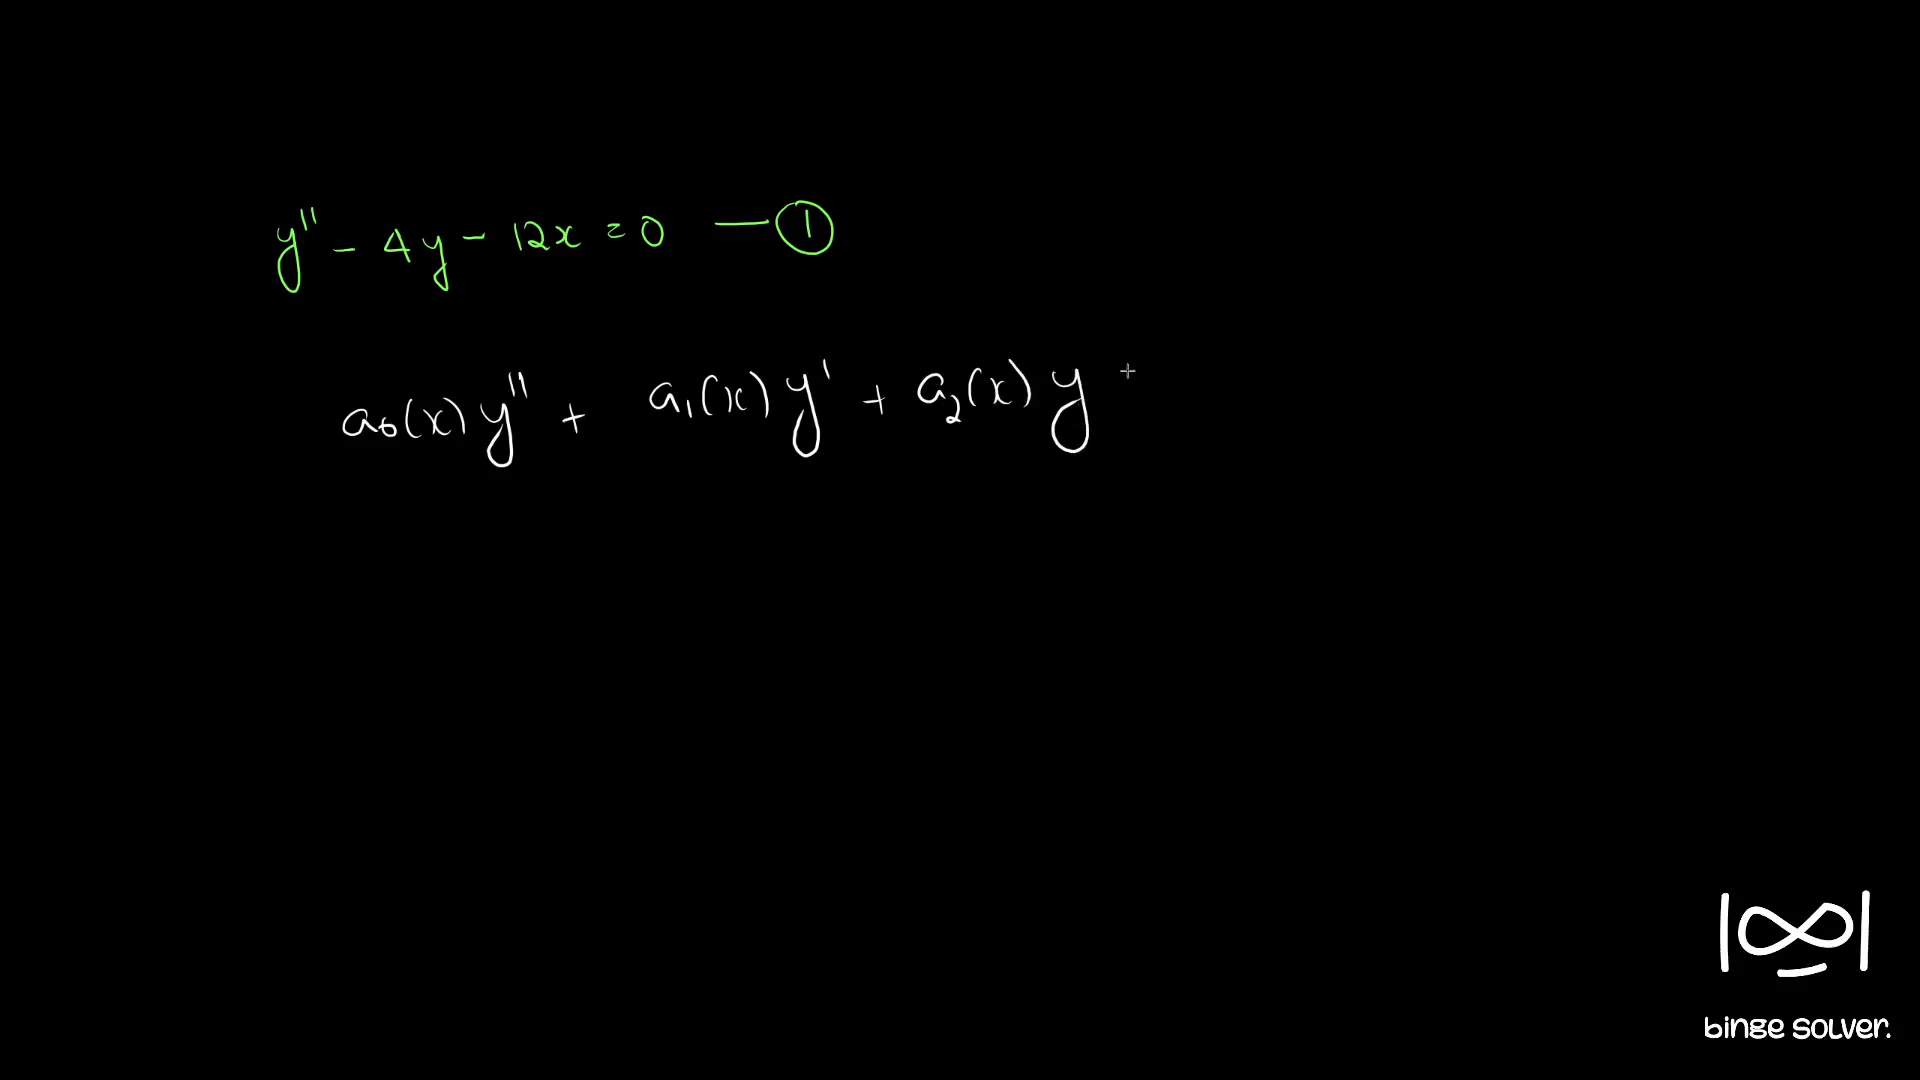 y'' - 4y - 12x = 0 — ①
a₀(x) y'' + a₁(x) y' + a₂(x) y
binge solver.